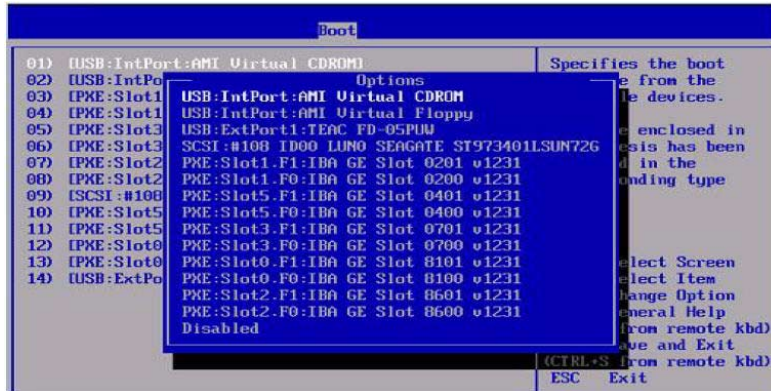 Boot
01) [USB:IntPort:AMI Virtual CDROM]
02) [USB:IntPo
03) [PXE:Slot1
04) [PXE:Slot1
05) [PXE:Slot3
06) [PXE:Slot3
07) [PXE:Slot2
08) [PXE:Slot2
09) [SCSI:#108
10) [PXE:Slot5
11) [PXE:Slot5
12) [PXE:Slot0
13) [PXE:Slot0
14) [USB:ExtPo
Options
USB:IntPort:AMI Virtual CDROM
USB:IntPort:AMI Virtual Floppy
USB:ExtPort1:TEAC FD-05PUW
SCSI:#108 ID00 LUN0 SEAGATE ST973401LSUN72G
PXE:Slot1.F1:IBA GE Slot 0201 v1231
PXE:Slot1.F0:IBA GE Slot 0200 v1231
PXE:Slot5.F1:IBA GE Slot 0401 v1231
PXE:Slot5.F0:IBA GE Slot 0400 v1231
PXE:Slot3.F1:IBA GE Slot 0701 v1231
PXE:Slot3.F0:IBA GE Slot 0700 v1231
PXE:Slot0.F1:IBA GE Slot 8101 v1231
PXE:Slot0.F0:IBA GE Slot 8100 v1231
PXE:Slot2.F1:IBA GE Slot 8601 v1231
PXE:Slot2.F0:IBA GE Slot 8600 v1231
Disabled
Specifies the boot
e from the
le devices.
e enclosed in
esis has been
d in the
onding type
elect Screen
elect Item
hange Option
eneral Help
from remote kbd)
ave and Exit
(CTRL+S from remote kbd)
ESC Exit